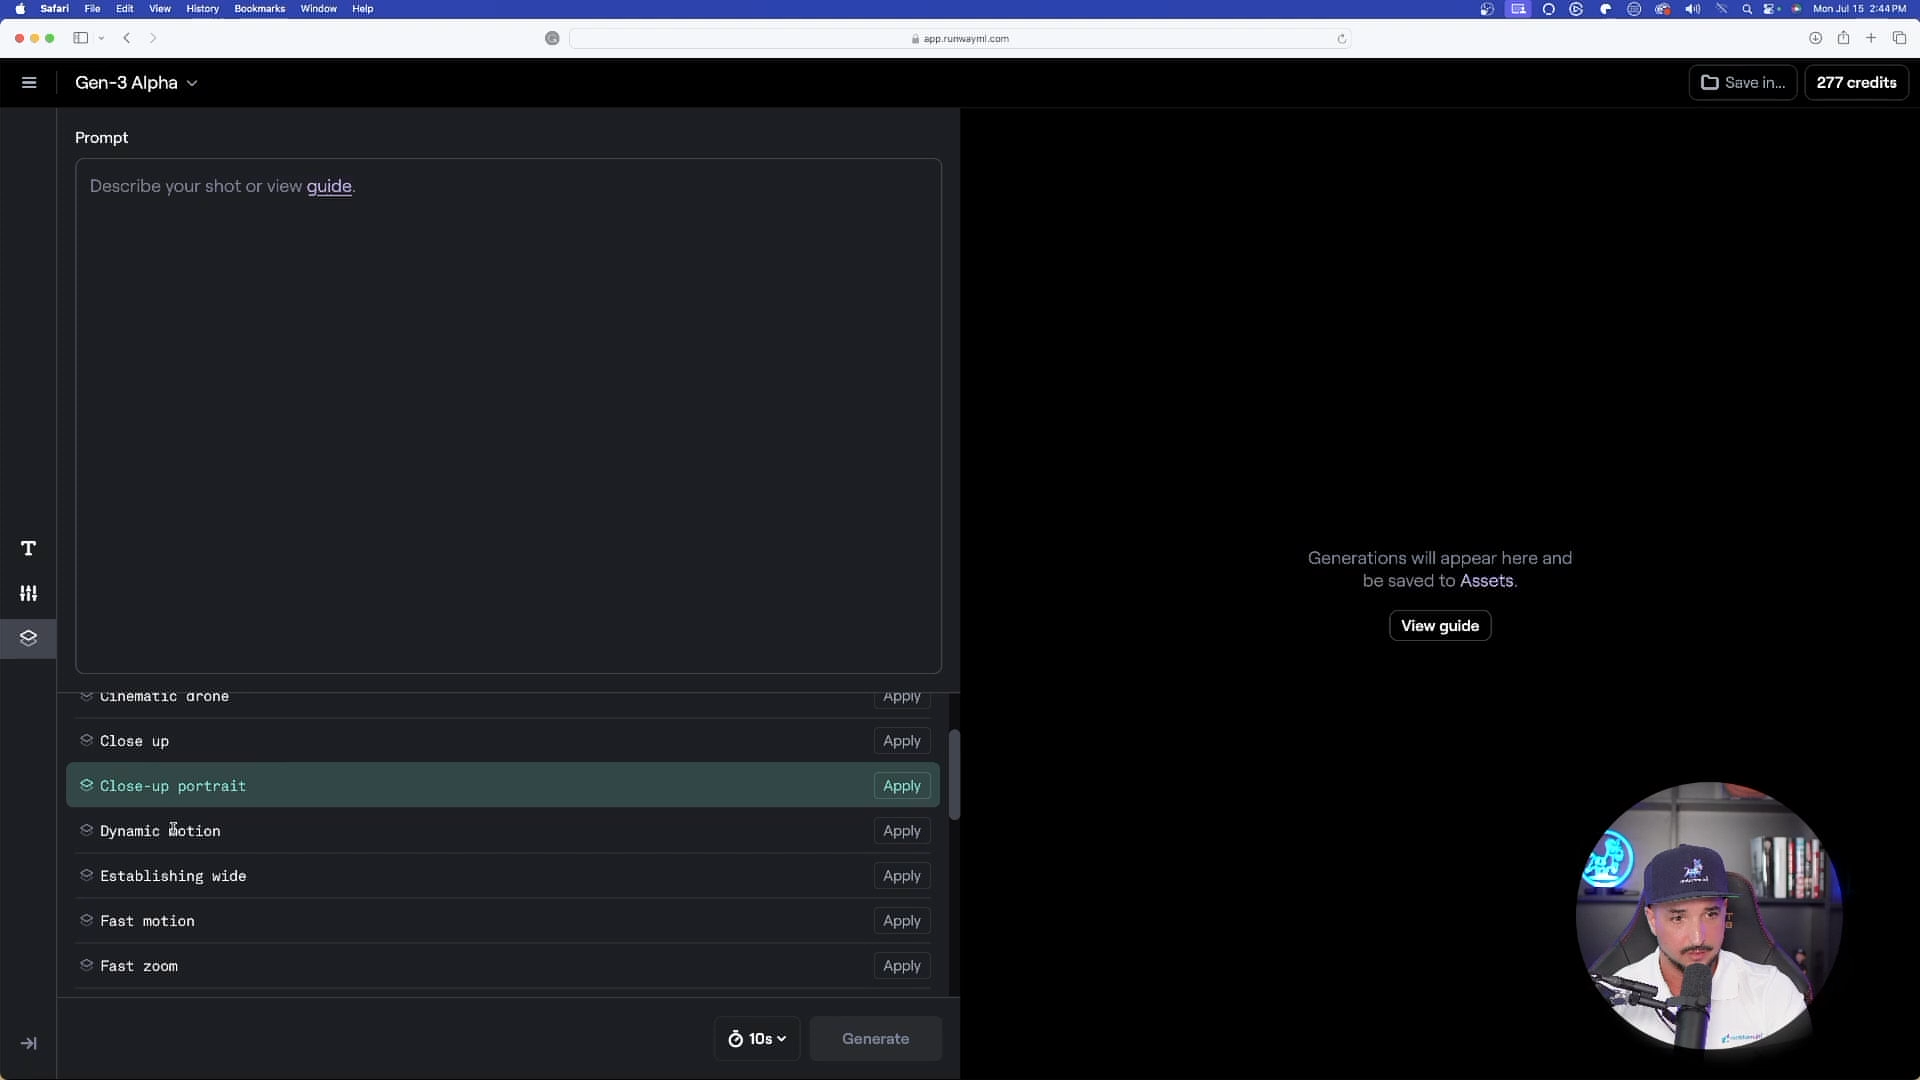 Safari File Edit View History Bookmarks Window Help
Mon Jul 15 2:44 PM
app.runwayml.com
Gen-3 Alpha
Save in...
277 credits
Prompt
Describe your shot or view guide.
Cinematic drone
Apply
Close up
Apply
Close-up portrait
Apply
Dynamic motion
Apply
Establishing wide
Apply
Fast motion
Apply
Fast zoom
Apply
10s
Generate
Generations will appear here and
be saved to Assets.
View guide